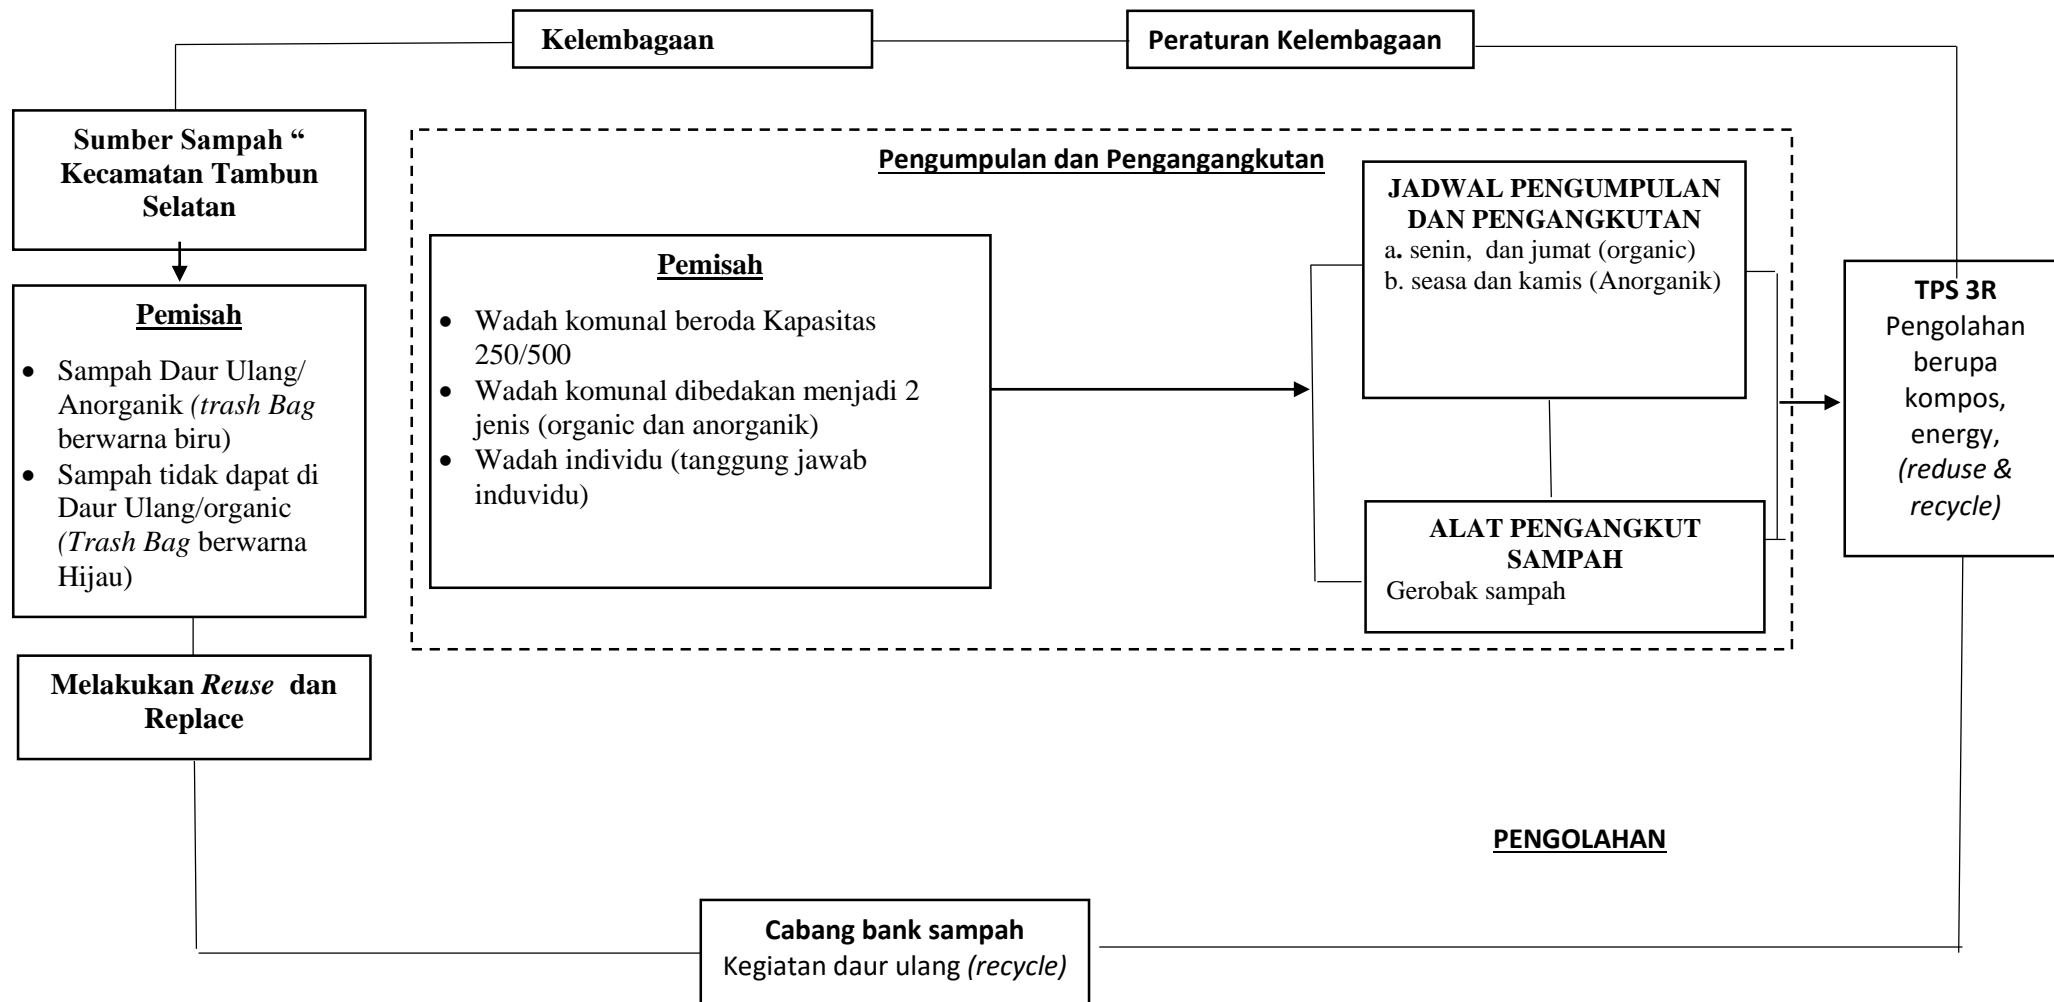 Kelembagaan
Peraturan Kelembagaan
Sumber Sampah “
Kecamatan Tambun
Selatan
Pemisah
• Sampah Daur Ulang/
Anorganik (trash Bag
berwarna biru)
• Sampah tidak dapat di
Daur Ulang/organic
(Trash Bag berwarna
Hijau)
Melakukan Reuse dan
Replace
Pengumpulan dan Pengangangkutan
Pemisah
• Wadah komunal beroda Kapasitas
250/500
• Wadah komunal dibedakan menjadi 2
jenis (organic dan anorganik)
• Wadah individu (tanggung jawab
induvidu)
JADWAL PENGUMPULAN
DAN PENGANGKUTAN
a. senin, dan jumat (organic)
b. seasa dan kamis (Anorganik)
ALAT PENGANGKUT
SAMPAH
Gerobak sampah
TPS 3R
Pengolahan
berupa
kompos,
energy,
(reduse &
recycle)
PENGOLAHAN
Cabang bank sampah
Kegiatan daur ulang (recycle)